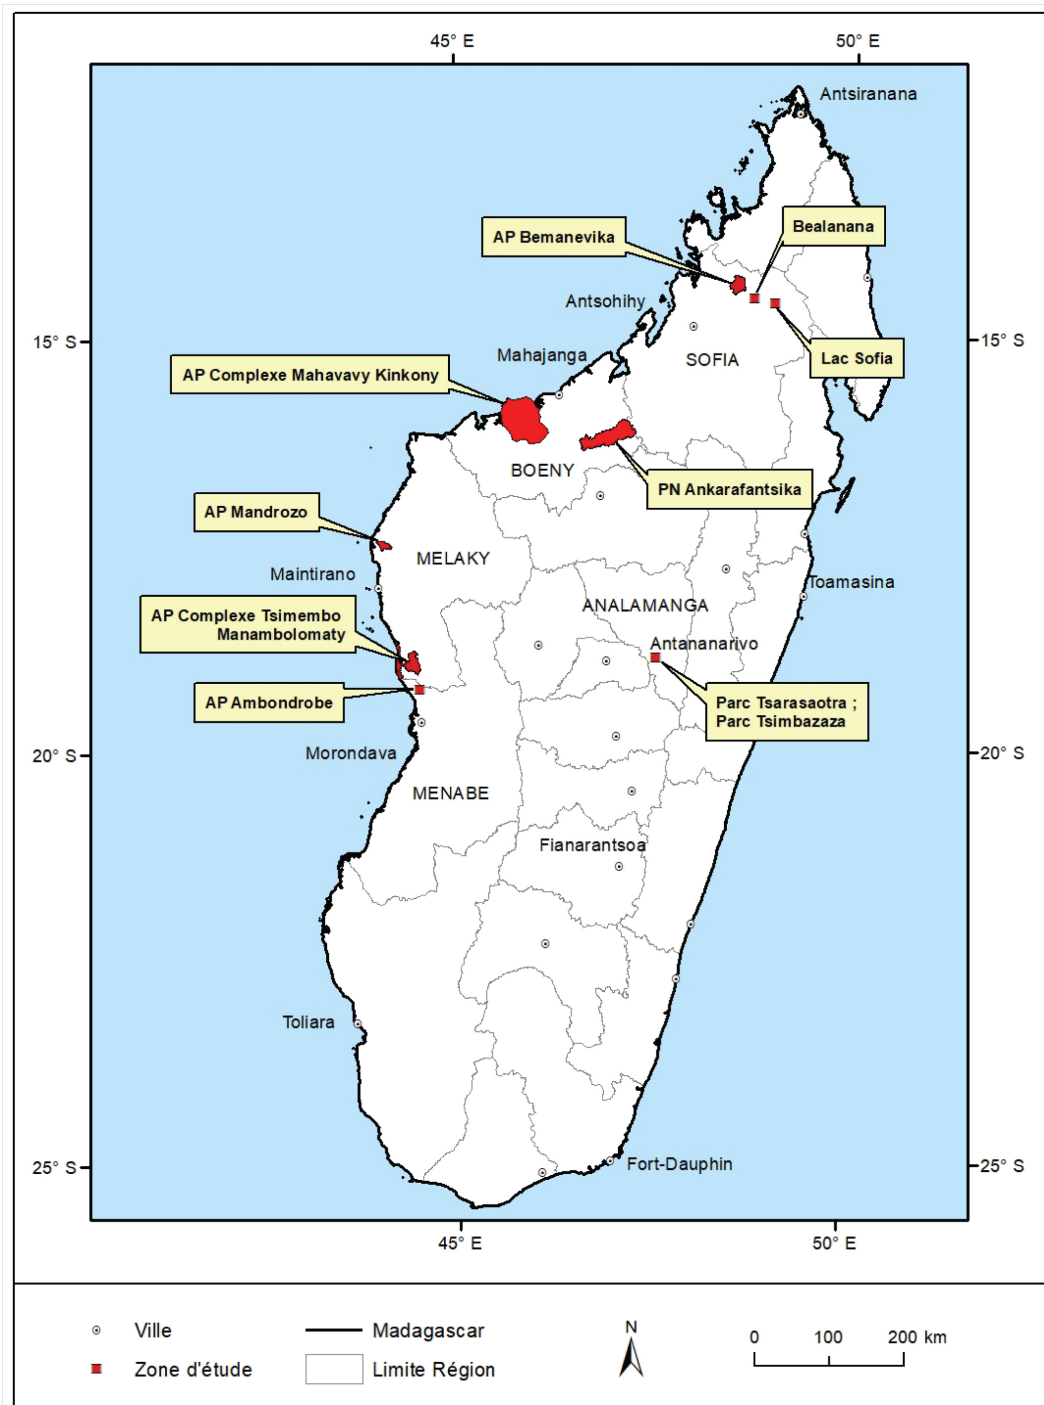 45° E
50° E
Antsiranana
Bealanana
AP Bemanevika
Antsohihy
15° S
15° S
Mahajanga
SOFIA
Lac Sofia
AP Complexe Mahavavy Kinkony
BOENY
PN Ankarafantsika
AP Mandrozo
MELAKY
Maintirano
Toamasina
ANALAMANGA
AP Complexe Tsimembo
Manambolomaty
Antananarivo
AP Ambondrobe
Parc Tsarasaotra ;
Parc Tsimbazaza
Morondava
20° S
20° S
MENABE
Fianarantsoa
Toliara
Fort-Dauphin
25° S
25° S
45° E
50° E
Ville
Madagascar
N
0 100 200 km
Zone d'étude
Limite Région